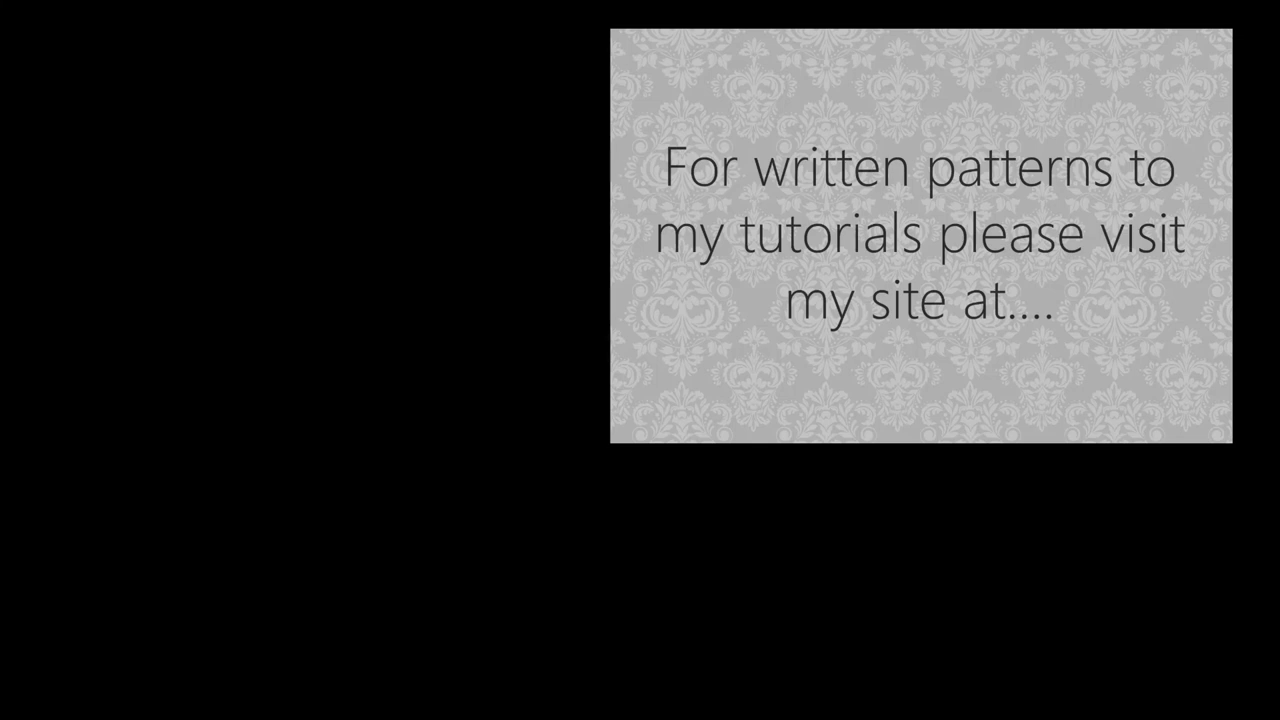 For written patterns to
my tutorials please visit
my site at....